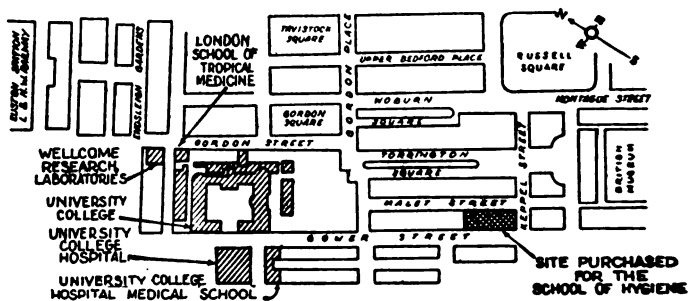 EUSTON STATION
L & N.W. RAILWAY
ENDSLEIGH
GARDENS
LONDON
SCHOOL OF
TROPICAL
MEDICINE
TAVISTOCK
SQUARE
GORDON PLACE
UPPER BEDFORD PLACE
RUSSELL
SQUARE
N
E
W
S
MONTAGUE STREET
GORDON
SQUARE
WOBURN
SQUARE
GORDON STREET
TORRINGTON
SQUARE
KEPPEL STREET
BRITISH
MUSEUM
WELLCOME
RESEARCH
LABORATORIES
MALET STREET
UNIVERSITY
COLLEGE
GOWER STREET
UNIVERSITY
COLLEGE
HOSPITAL
SITE PURCHASED
FOR THE
SCHOOL OF HYGIENE
UNIVERSITY COLLEGE
HOSPITAL MEDICAL SCHOOL